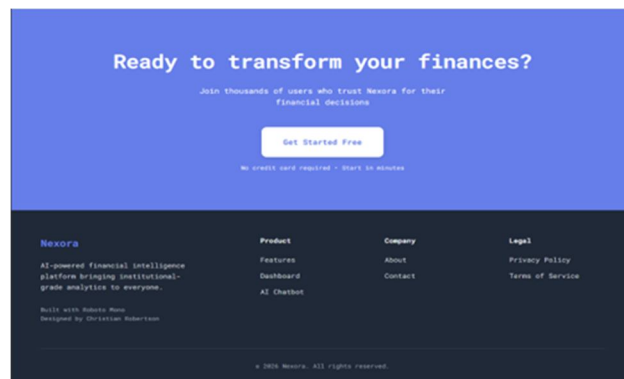 Ready to transform your finances?
Join thousands of users who trust Nexora for their
financial decisions
Get Started Free
No credit card required • Start in minutes
Nexora
AI-powered financial intelligence
platform bringing institutional-
grade analytics to everyone.
Built with Roboto Mono
Designed by Christian Robertson
Product
Features
Dashboard
AI Chatbot
Company
About
Contact
Legal
Privacy Policy
Terms of Service
© 2026 Nexora. All rights reserved.